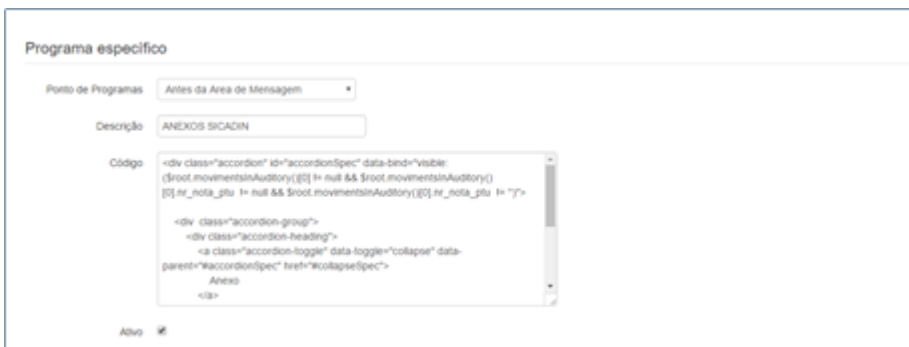 Programa especifico
Ponto de Programas Antes da Area de Mensagem
Descrição ANEXOS SICADIN
Código <div class="accordion" id="accordionSpec" data-bind="visible:
($root.movimentsInAuditory()[0] != null && $root.movimentsInAuditory()
[0].nr_nota_ptu != null && $root.movimentsInAuditory()[0].nr_nota_ptu != '')">
<div class="accordion-group">
<div class="accordion-heading">
<a class="accordion-toggle" data-toggle="collapse" data-
parent="#accordionSpec" href="#collapseSpec">
Anexo
</a>
Ativo